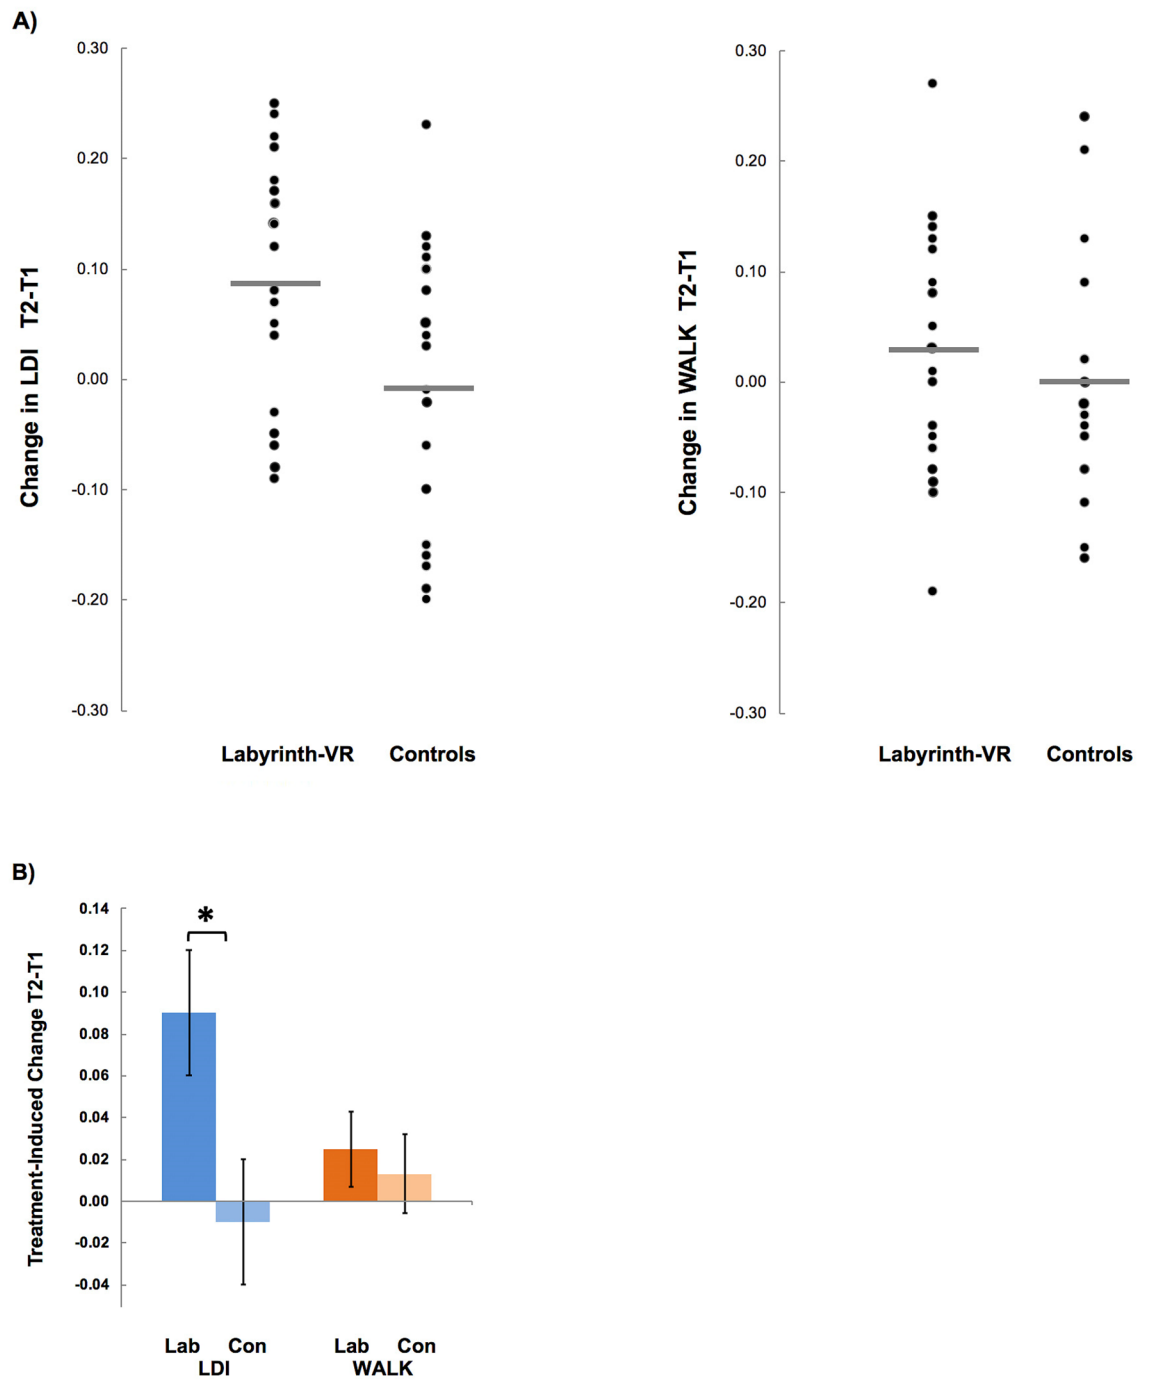 A)
0.30
0.20
0.10
0.00
-0.10
-0.20
-0.30
Change in LDI T2-T1
Labyrinth-VR Controls
0.30
0.20
0.10
0.00
-0.10
-0.20
-0.30
Change in WALK T2-T1
Labyrinth-VR Controls
B)
0.14
0.12
0.10
0.08
0.06
0.04
0.02
0.00
-0.02
-0.04
Treatment-Induced Change T2-T1
*
Lab Con Lab Con
LDI WALK